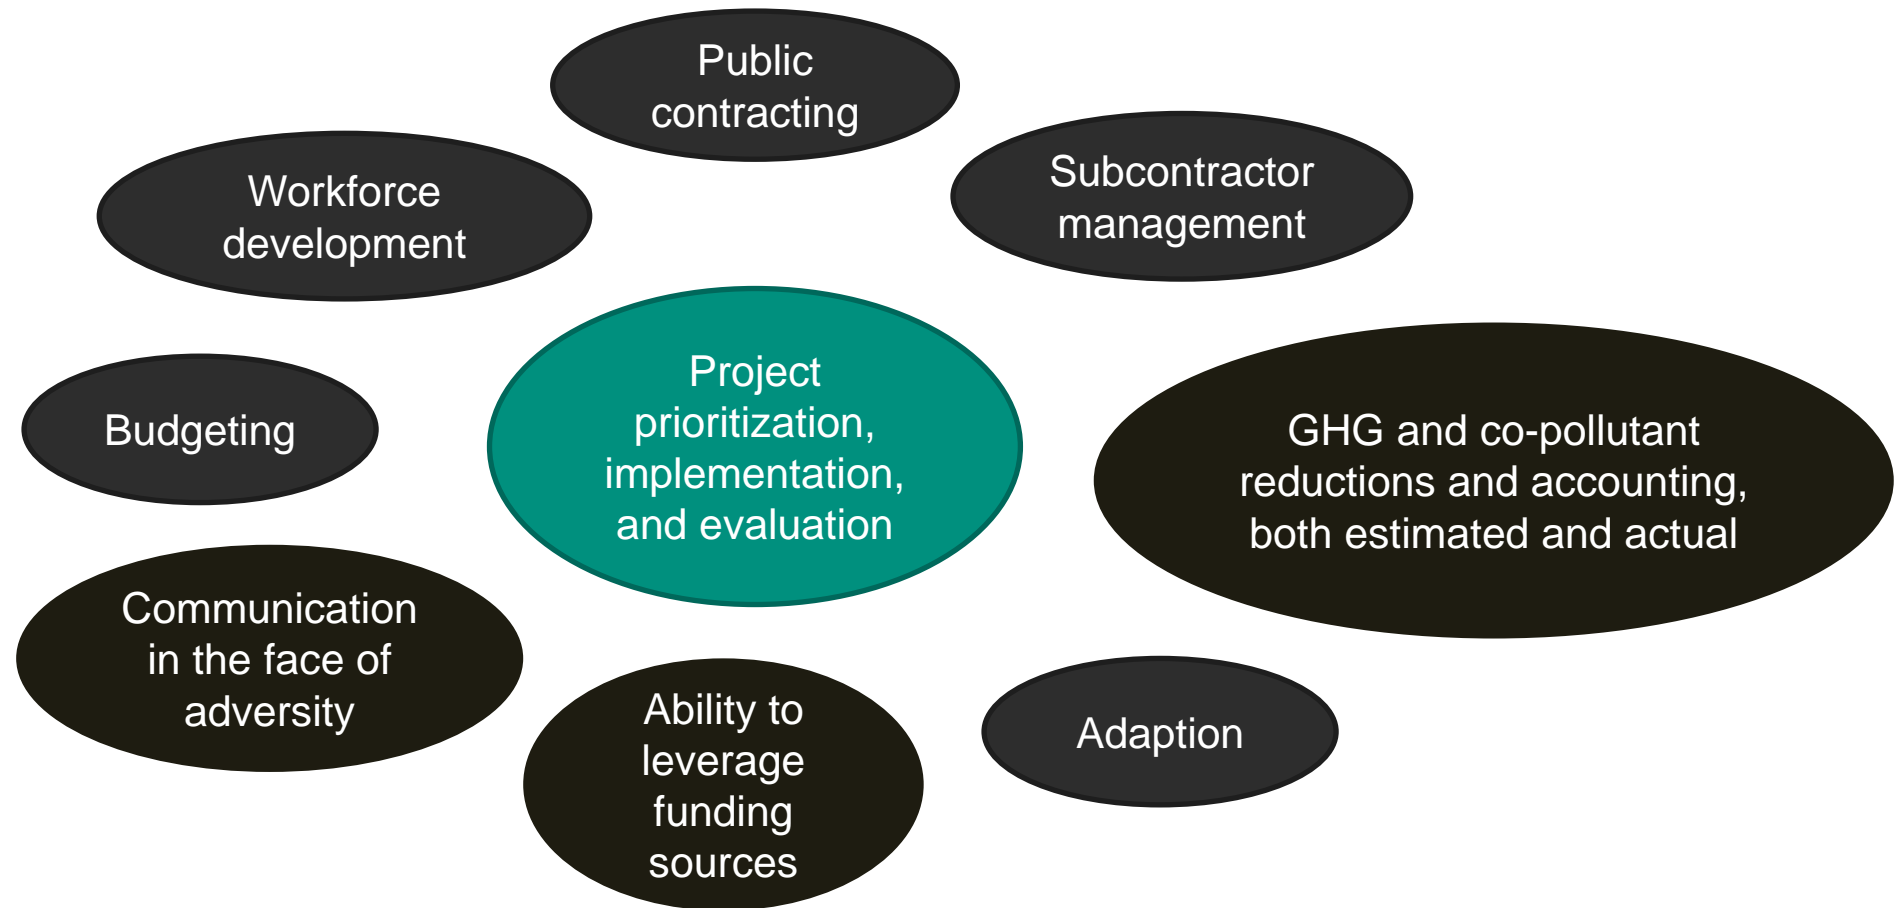 Public
contracting
Workforce
development
Subcontractor
management
Project
prioritization,
implementation,
and evaluation
Budgeting
GHG and co-pollutant
reductions and accounting,
both estimated and actual
Communication
in the face of
adversity
Ability to
leverage
funding
sources
Adaption